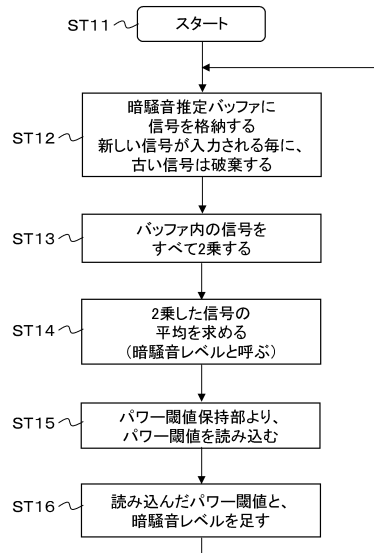 ST11
スタート
ST12
暗騒音推定バッファに
信号を格納する
新しい信号が入力される毎に、
古い信号は破棄する
ST13
バッファ内の信号を
すべて2乗する
ST14
2乗した信号の
平均を求める
(暗騒音レベルと呼ぶ)
ST15
パワー閾値保持部より、
パワー閾値を読み込む
ST16
読み込んだパワー閾値と、
暗騒音レベルを足す